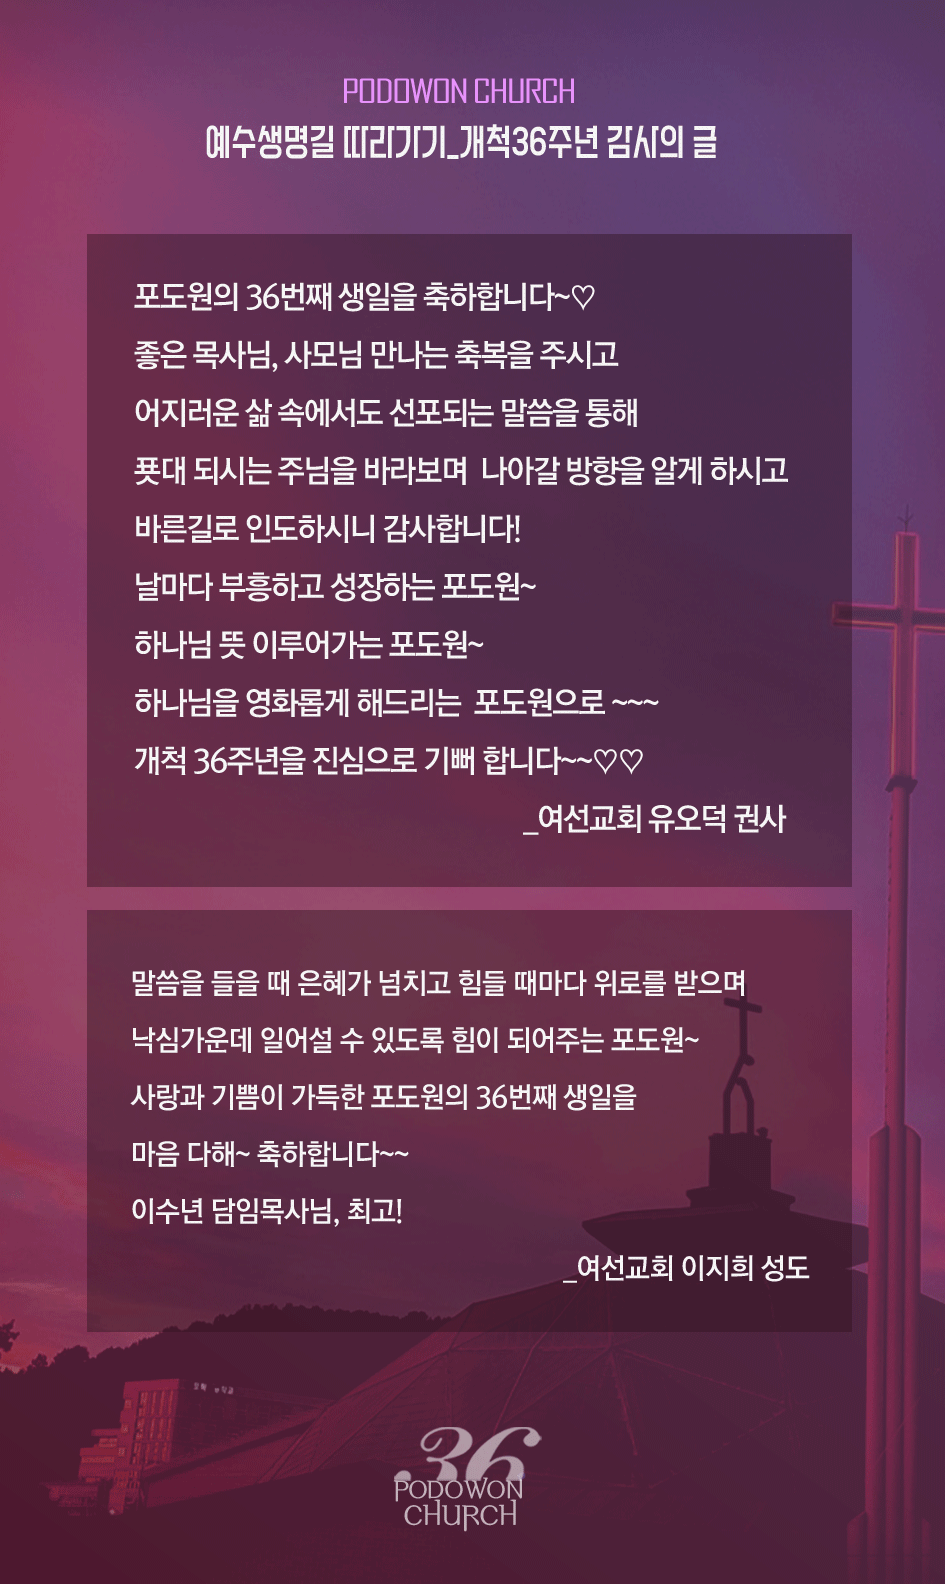 PODOWON CHURCH
예수생명길 따라가기_개척36주년 감사의 글
포도원의 36번째 생일을 축하합니다~♡
좋은 목사님, 사모님 만나는 축복을 주시고
어지러운 삶 속에서도 선포되는 말씀을 통해
푯대 되시는 주님을 바라보며 나아갈 방향을 알게 하시고
바른길로 인도하시니 감사합니다!
날마다 부흥하고 성장하는 포도원~
하나님 뜻 이루어가는 포도원~
하나님을 영화롭게 해드리는 포도원으로 ~~~
개척 36주년을 진심으로 기뻐 합니다~~♡♡
_여선교회 유오덕 권사
말씀을 들을 때 은혜가 넘치고 힘들 때마다 위로를 받으며
낙심가운데 일어설 수 있도록 힘이 되어주는 포도원~
사랑과 기쁨이 가득한 포도원의 36번째 생일을
마음 다해~ 축하합니다~~
이수년 담임목사님, 최고!
_여선교회 이지희 성도
36
PODOWON
CHURCH